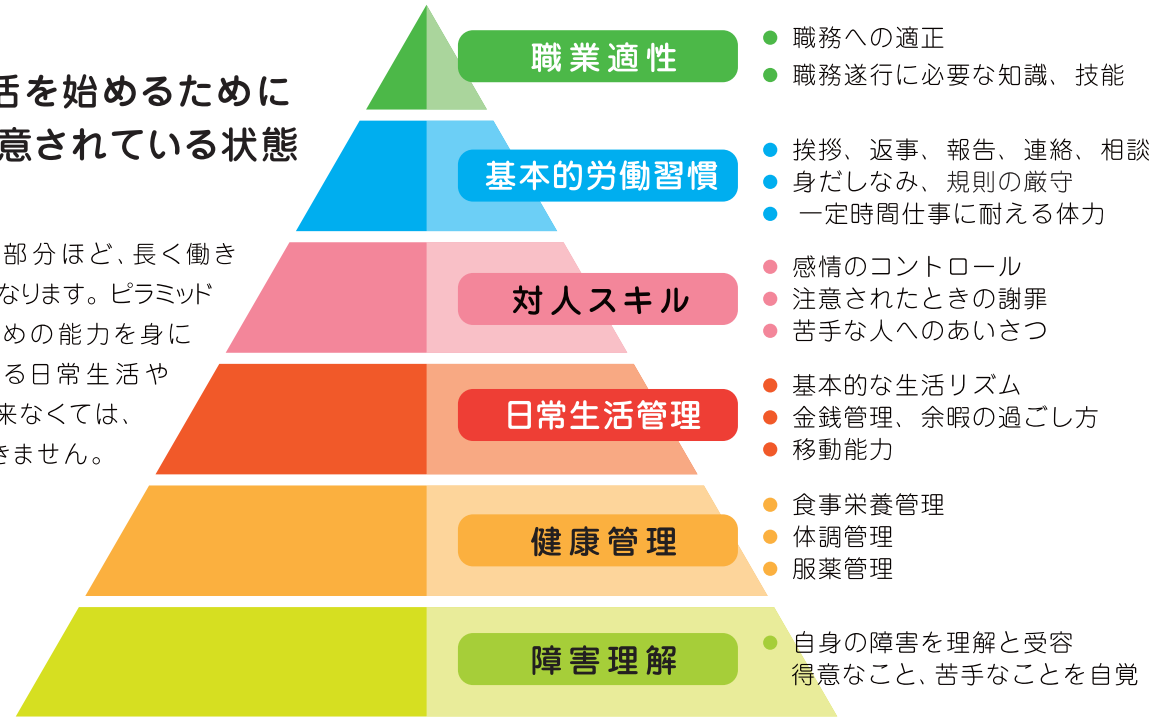 活を始めるために
意されている状態
部分ほど、長く働き
なります。ピラミッド
めの能力を身に
る日常生活や
来なくては、
きません。
職業適性
職務への適正
職務遂行に必要な知識、技能
基本的労働習慣
挨拶、返事、報告、連絡、相談
身だしなみ、規則の厳守
一定時間仕事に耐える体力
対人スキル
感情のコントロール
注意されたときの謝罪
苦手な人へのあいさつ
日常生活管理
基本的な生活リズム
金銭管理、余暇の過ごし方
移動能力
健康管理
食事栄養管理
体調管理
服薬管理
障害理解
自身の障害を理解と受容
得意なこと、苦手なことを自覚